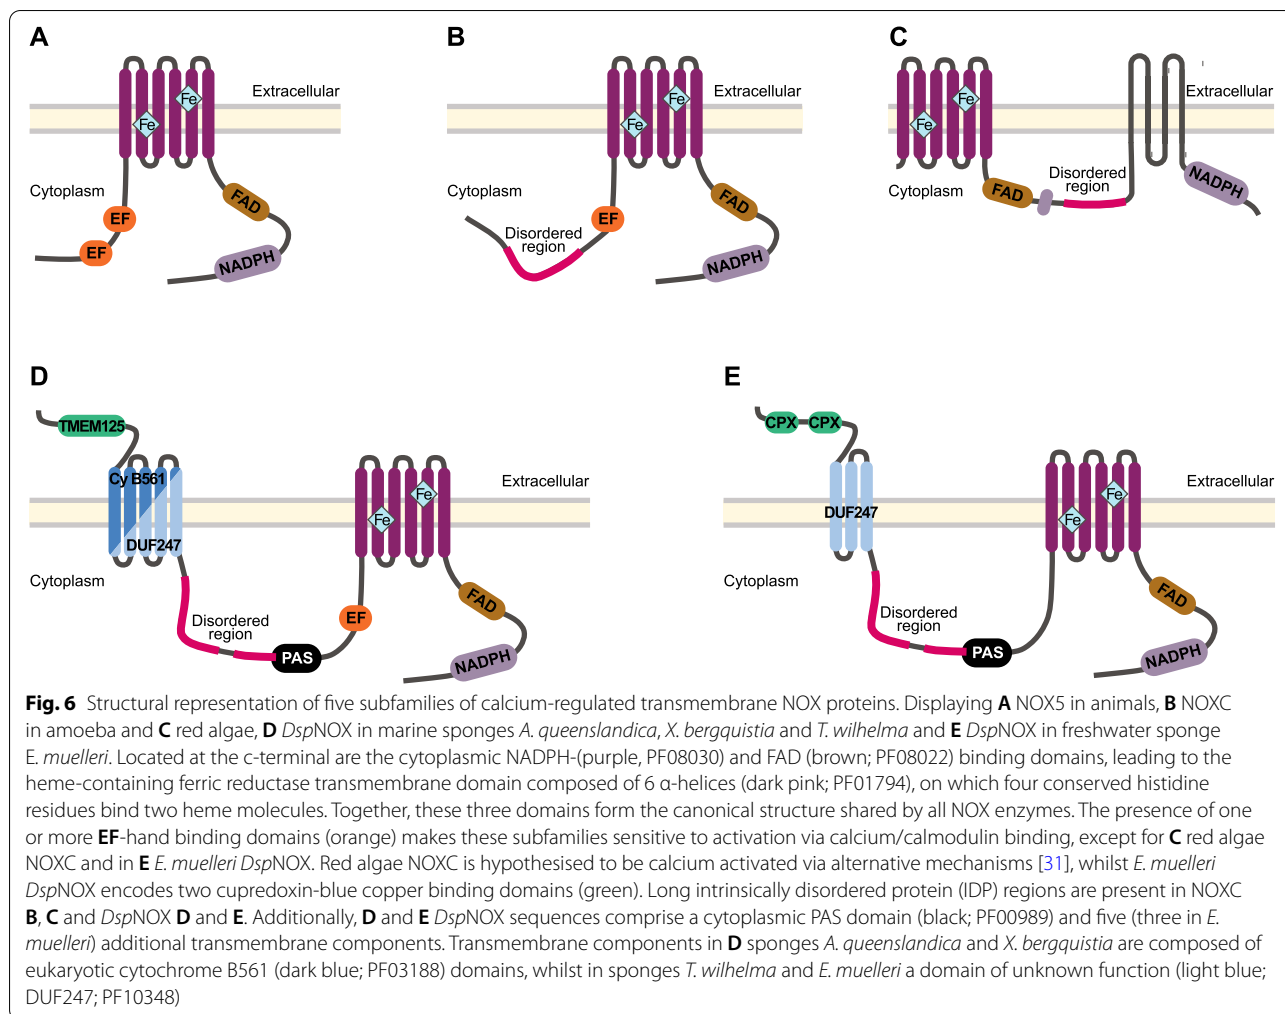 A
Extracellular
Fe
Fe
Cytoplasm
EF
EF
FAD
NADPH
B
Extracellular
Fe
Fe
Cytoplasm
Disordered
region
EF
FAD
NADPH
C
Extracellular
Fe
Fe
Cytoplasm
FAD
Disordered
region
NADPH
D
TMEM125
Cy B561
DUF247
Extracellular
Fe
Fe
Cytoplasm
Disordered
region
PAS
EF
FAD
NADPH
E
CPX CPX
DUF247
Extracellular
Fe
Fe
Cytoplasm
Disordered
region
PAS
FAD
NADPH
Fig. 6 Structural representation of five subfamilies of calcium-regulated transmembrane NOX proteins. Displaying A NOX5 in animals, B NOXC
in amoeba and C red algae, D DspNOX in marine sponges A. queenslandica, X. bergquistia and T. wilhelma and E DspNOX in freshwater sponge
E. muelleri. Located at the c-terminal are the cytoplasmic NADPH-(purple, PF08030) and FAD (brown; PF08022) binding domains, leading to the
heme-containing ferric reductase transmembrane domain composed of 6 α-helices (dark pink; PF01794), on which four conserved histidine
residues bind two heme molecules. Together, these three domains form the canonical structure shared by all NOX enzymes. The presence of one
or more EF-hand binding domains (orange) makes these subfamilies sensitive to activation via calcium/calmodulin binding, except for C red algae
NOXC and in E E. muelleri DspNOX. Red algae NOXC is hypothesised to be calcium activated via alternative mechanisms [31], whilst E. muelleri
DspNOX encodes two cupredoxin-blue copper binding domains (green). Long intrinsically disordered protein (IDP) regions are present in NOXC
B, C and DspNOX D and E. Additionally, D and E DspNOX sequences comprise a cytoplasmic PAS domain (black; PF00989) and five (three in E.
muelleri) additional transmembrane components. Transmembrane components in D sponges A. queenslandica and X. bergquistia are composed of
eukaryotic cytochrome B561 (dark blue; PF03188) domains, whilst in sponges T. wilhelma and E. muelleri a domain of unknown function (light blue;
DUF247; PF10348)